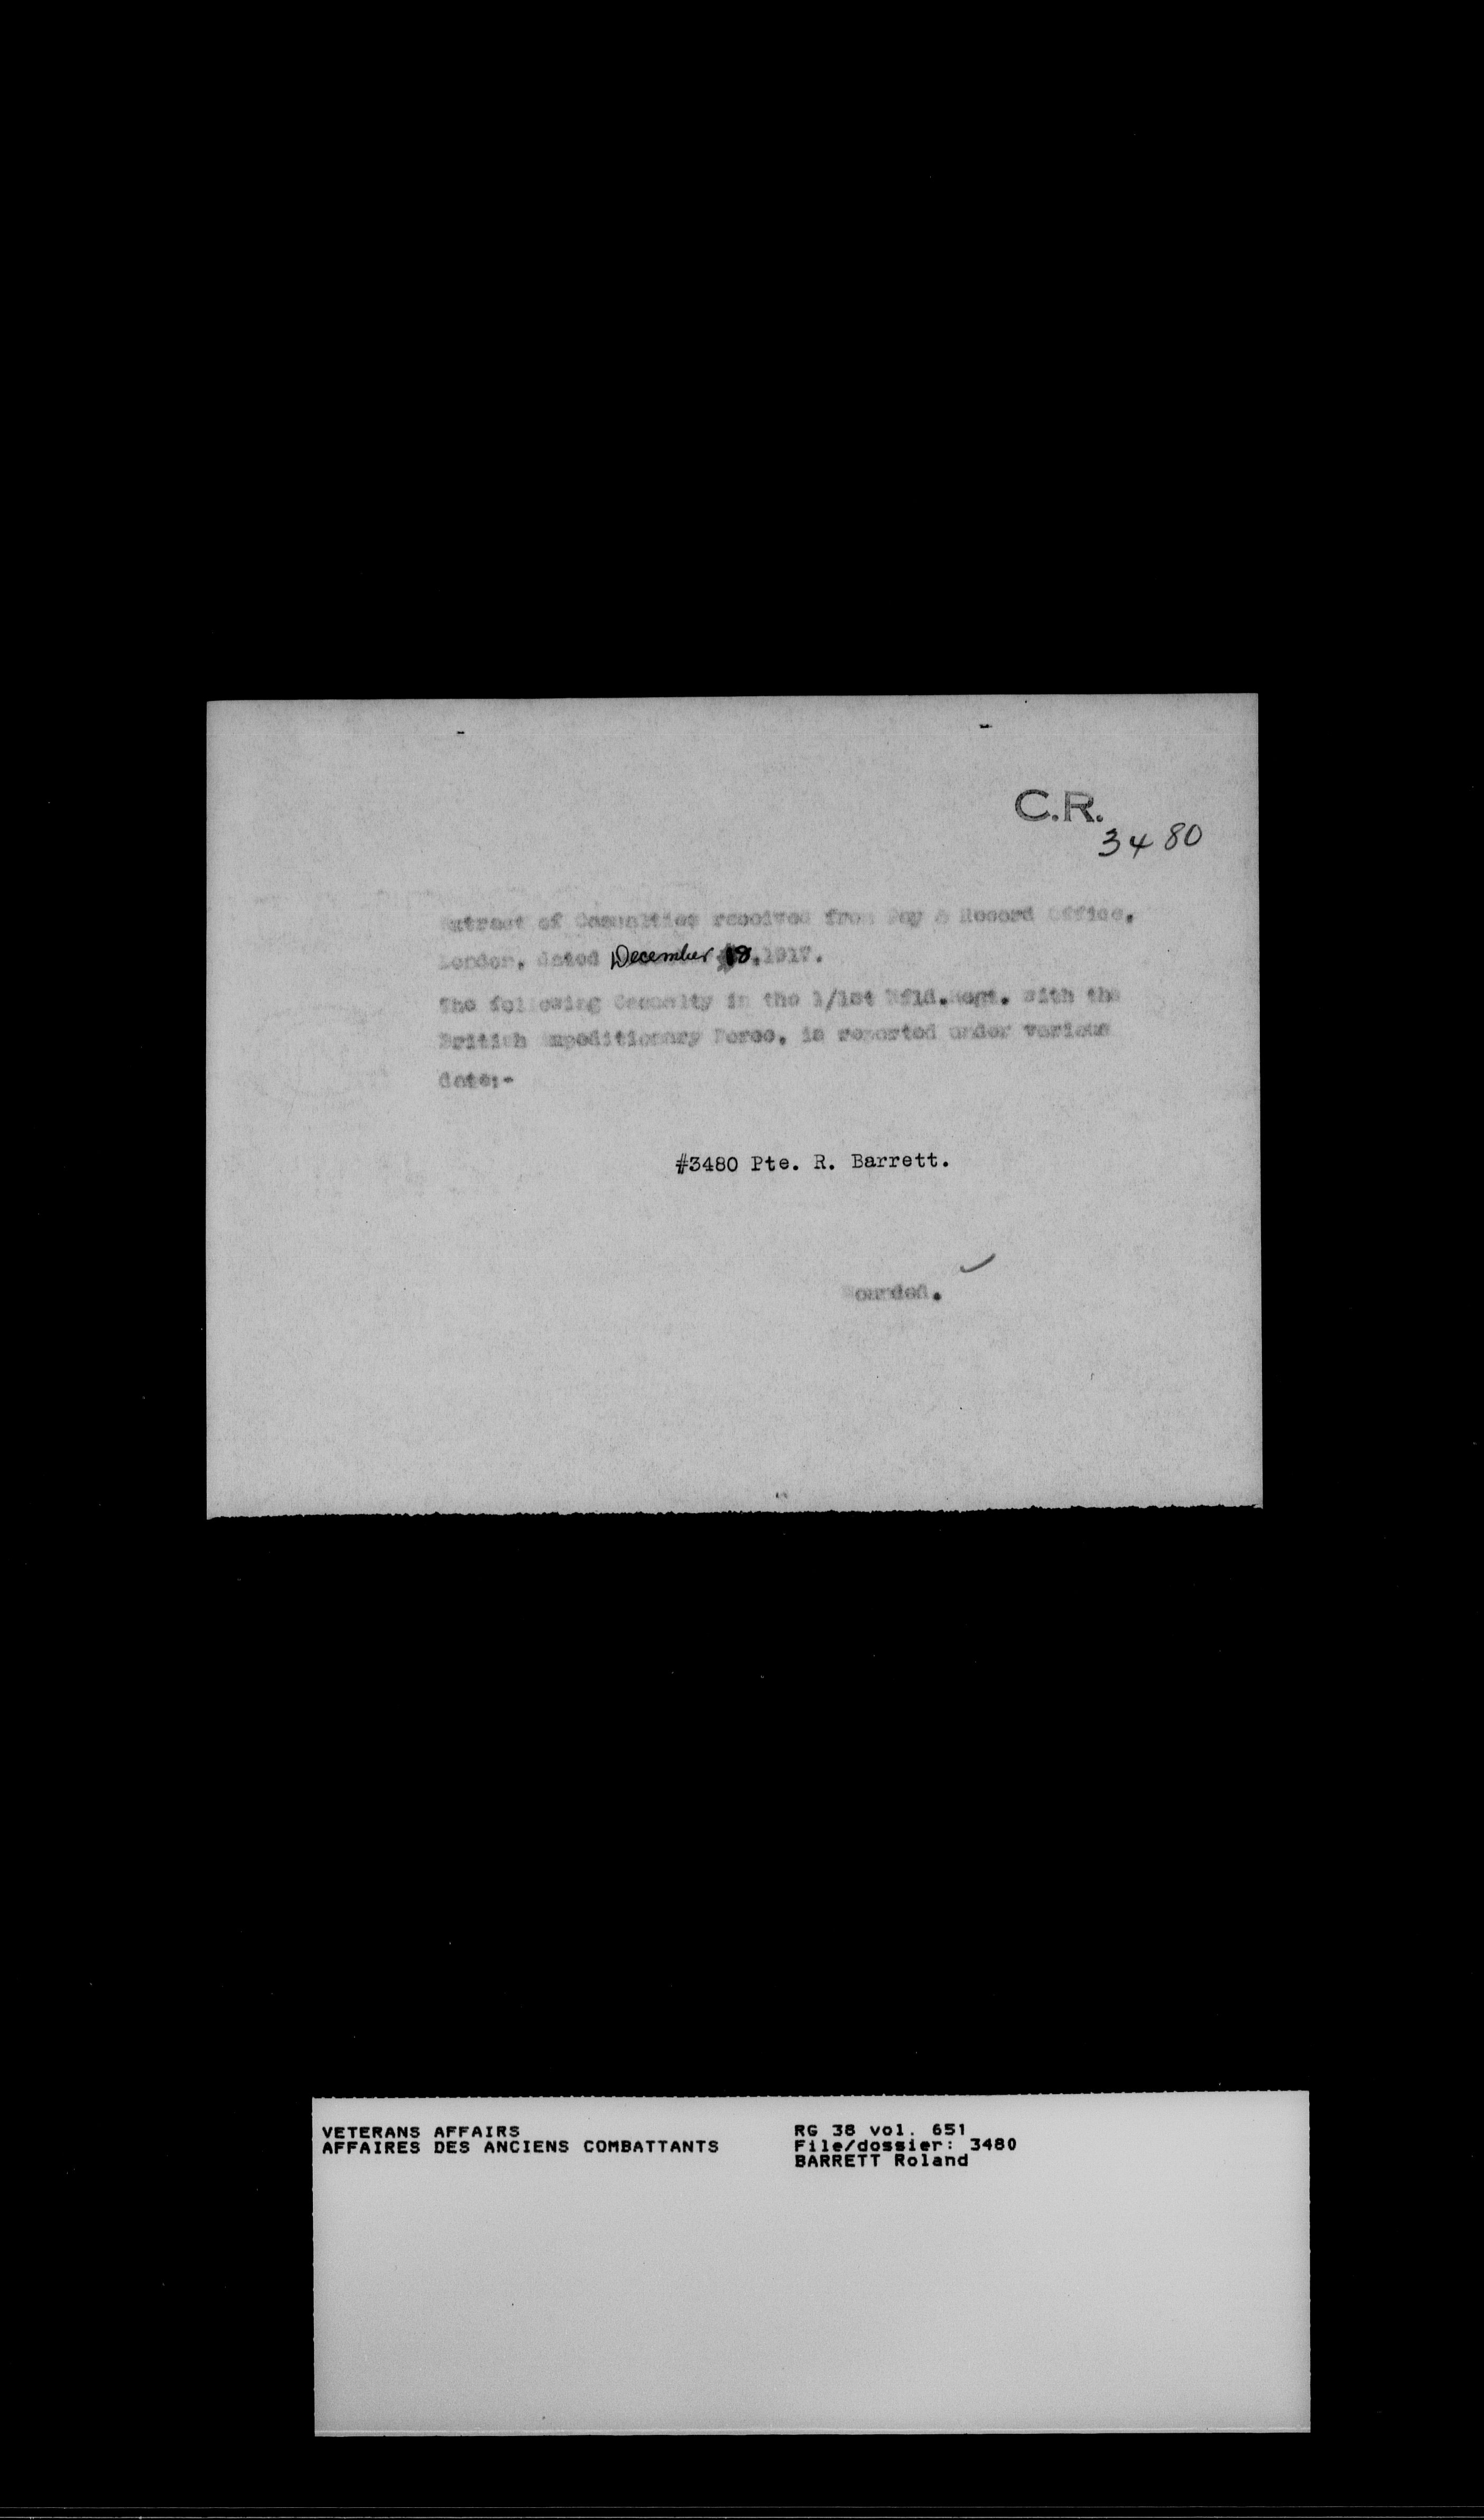 C.R.
3480
Extract of Casualties received from Pay & Record Office,
London, dated December 18,1917.
The following Casualty in the 1/1st Nfld.Regt. with the
British Expeditionary Force, is reported under various
date:-
#3480 Pte. R. Barrett.
Wounded.
VETERANS AFFAIRS
AFFAIRES DES ANCIENS COMBATTANTS
RG 38 vol. 651
File/dossier: 3480
BARRETT Roland